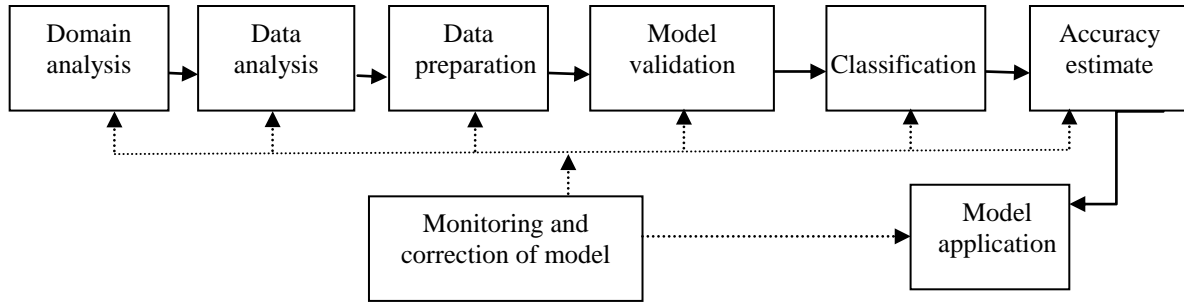 Domain
analysis
Data
analysis
Data
preparation
Model
validation
Classification
Accuracy
estimate
Monitoring and
correction of model
Model
application